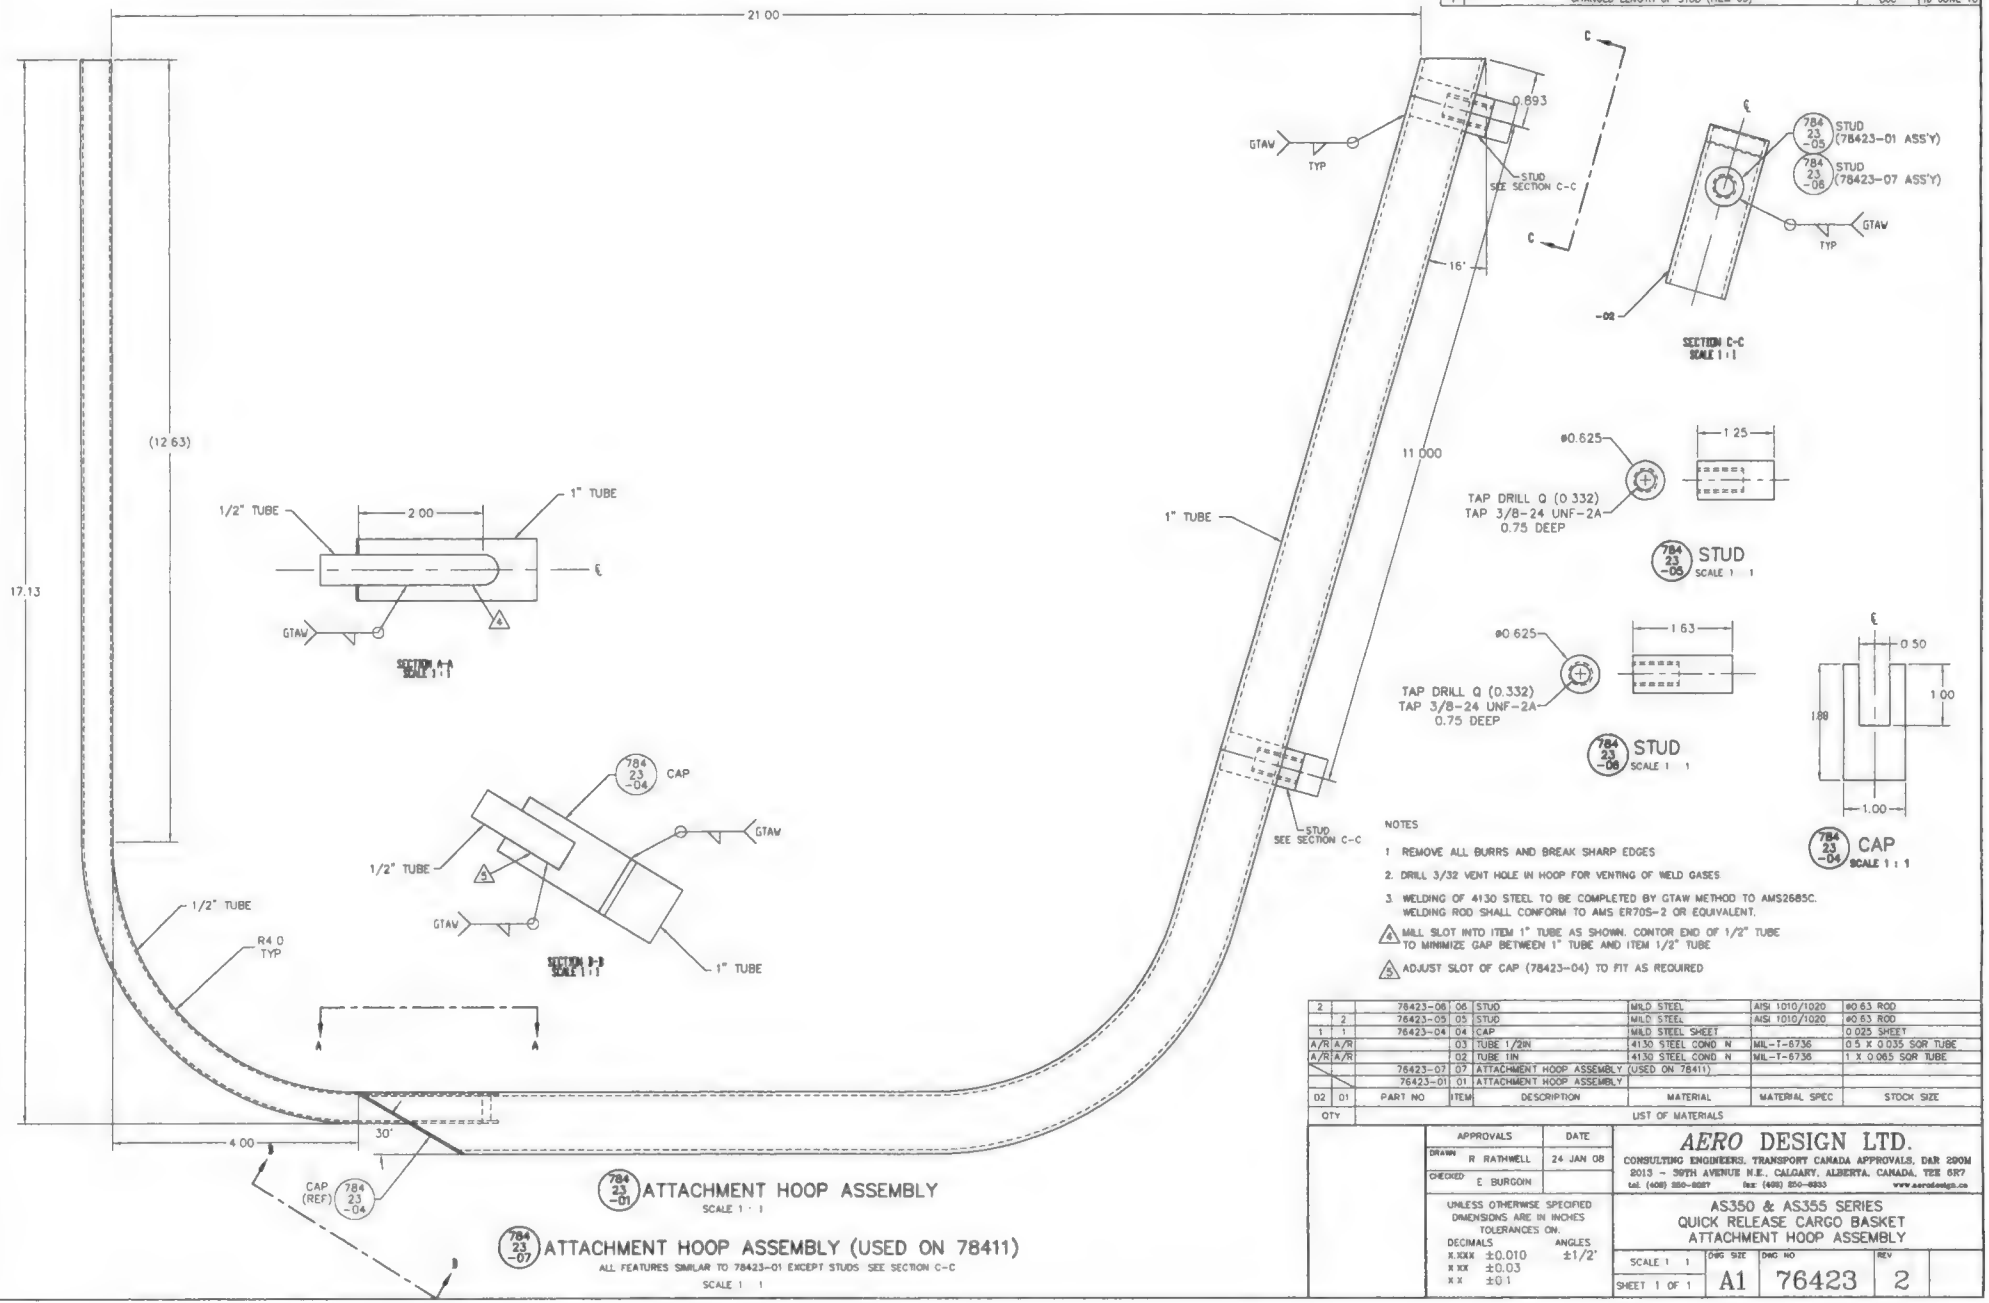 21.00
0.893
C
C
GTAW
TYP
STUD
SEE SECTION C-C
16°
℄
784
23
-05
STUD
(78423-01 ASS'Y)
784
23
-06
STUD
(78423-07 ASS'Y)
GTAW
TYP
-02
SECTION C-C
SCALE 1:1
(12.63)
17.13
11.000
1" TUBE
1/2" TUBE
2.00
1" TUBE
℄
GTAW
4
SECTION A-A
SCALE 1:1
Ø0.625
1.25
TAP DRILL Q (0.332)
TAP 3/8-24 UNF-2A
0.75 DEEP
784
23
-05
STUD
SCALE 1 1
Ø0.625
1.63
TAP DRILL Q (0.332)
TAP 3/8-24 UNF-2A
0.75 DEEP
784
23
-06
STUD
SCALE 1 1
℄
0.50
1.00
1.88
1.00
784
23
-04
CAP
SCALE 1:1
784
23
-04
CAP
GTAW
1/2" TUBE
5
GTAW
1" TUBE
SECTION B-B
SCALE 1:1
STUD
SEE SECTION C-C
1/2" TUBE
R4.0
TYP
A
A
4.00
30°
B
B
CAP
(REF)
784
23
-04
784
23
-01
ATTACHMENT HOOP ASSEMBLY
SCALE 1 : 1
784
23
-07
ATTACHMENT HOOP ASSEMBLY (USED ON 78411)
ALL FEATURES SIMILAR TO 78423-01 EXCEPT STUDS SEE SECTION C-C
SCALE 1 1
NOTES
1 REMOVE ALL BURRS AND BREAK SHARP EDGES
2. DRILL 3/32 VENT HOLE IN HOOP FOR VENTING OF WELD GASES
3. WELDING OF 4130 STEEL TO BE COMPLETED BY GTAW METHOD TO AMS2685C.
WELDING ROD SHALL CONFORM TO AMS ER70S-2 OR EQUIVALENT.
4 MILL SLOT INTO ITEM 1" TUBE AS SHOWN. CONTOR END OF 1/2" TUBE
TO MINIMIZE GAP BETWEEN 1" TUBE AND ITEM 1/2" TUBE
5 ADJUST SLOT OF CAP (78423-04) TO FIT AS REQUIRED
2 76423-06 06 STUD MILD STEEL AISI 1010/1020 Ø0.63 ROD
2 76423-05 05 STUD MILD STEEL AISI 1010/1020 Ø0.63 ROD
1 1 76423-04 04 CAP MILD STEEL SHEET 0.025 SHEET
A/R A/R 03 TUBE 1/2IN 4130 STEEL COND N MIL-T-6736 0.5 X 0.035 SQR TUBE
A/R A/R 02 TUBE 1IN 4130 STEEL COND N MIL-T-6736 1 X 0.065 SQR TUBE
76423-07 07 ATTACHMENT HOOP ASSEMBLY (USED ON 78411)
76423-01 01 ATTACHMENT HOOP ASSEMBLY
02 01 PART NO ITEM DESCRIPTION MATERIAL MATERIAL SPEC STOCK SIZE
QTY LIST OF MATERIALS
APPROVALS DATE
DRAWN R RATHWELL 24 JAN 08
CHECKED E BURGOIN
UNLESS OTHERWISE SPECIFIED
DIMENSIONS ARE IN INCHES
TOLERANCES ON.
DECIMALS ANGLES
X.XXX ±0.010 ±1/2°
X XX ±0.03
X X ±0.1
AERO DESIGN LTD.
CONSULTING ENGINEERS. TRANSPORT CANADA APPROVALS, DAR 290M
2013 - 39TH AVENUE N.E., CALGARY, ALBERTA, CANADA, T2E 6R7
www.aerodesign.ca
AS350 & AS355 SERIES
QUICK RELEASE CARGO BASKET
ATTACHMENT HOOP ASSEMBLY
SCALE 1 1
DWG SIZE
A1
DWG NO
76423
REV
2
SHEET 1 OF 1